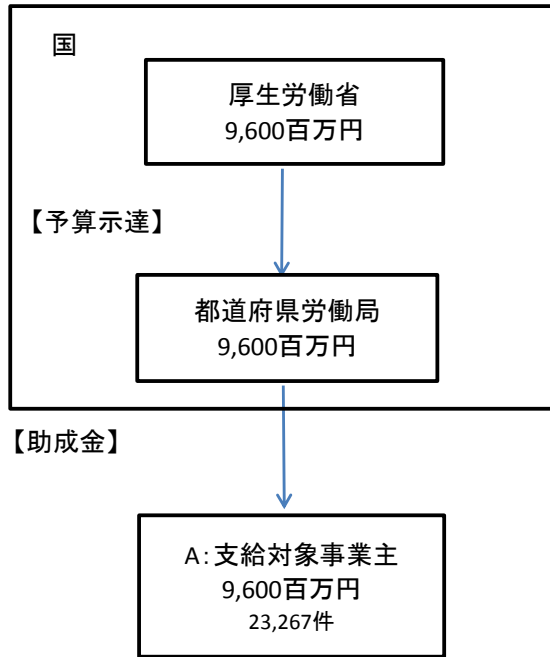 国
厚生労働省
9,600百万円
【予算示達】
都道府県労働局
9,600百万円
【助成金】
A:支給対象事業主
9,600百万円
23,267件